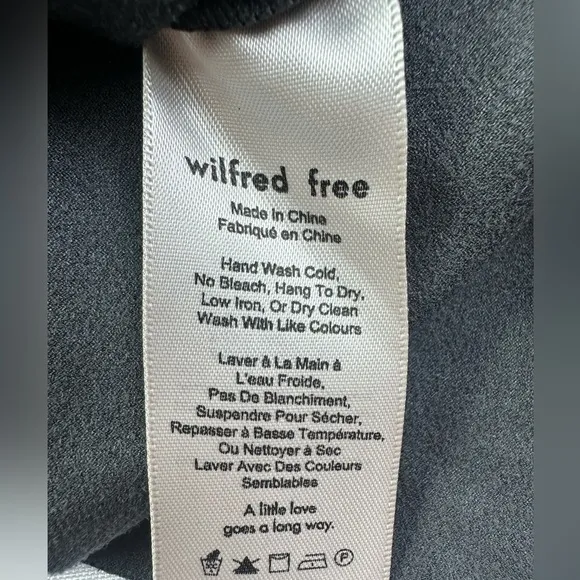 wilfred free
Made in China
Fabriqué en Chine
Hand Wash Cold,
No Bleach, Hang To Dry,
Low Iron, Or Dry Clean
Wash With Like Colours
Laver à La Main à
L'eau Froide,
Pas De Blanchiment,
Suspendre Pour Sécher,
Repasser à Basse Température,
Ou Nettoyer à Sec
Laver Avec Des Couleurs
Semblables
A little love
goes a long way.
P